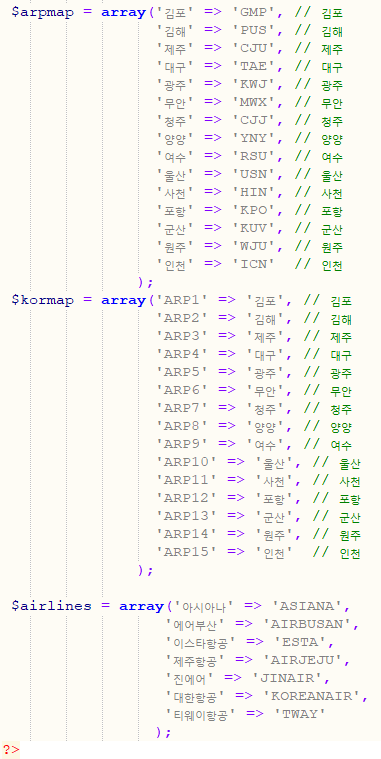 $arpmap = array('김포' => 'GMP', // 김포
'김해' => 'PUS', // 김해
'제주' => 'CJU', // 제주
'대구' => 'TAE', // 대구
'광주' => 'KWJ', // 광주
'무안' => 'MWX', // 무안
'청주' => 'CJJ', // 청주
'양양' => 'YNY', // 양양
'여수' => 'RSU', // 여수
'울산' => 'USN', // 울산
'사천' => 'HIN', // 사천
'포항' => 'KPO', // 포항
'군산' => 'KUV', // 군산
'원주' => 'WJU', // 원주
'인천' => 'ICN' // 인천
);
$kormap = array('ARP1' => '김포', // 김포
'ARP2' => '김해', // 김해
'ARP3' => '제주', // 제주
'ARP4' => '대구', // 대구
'ARP5' => '광주', // 광주
'ARP6' => '무안', // 무안
'ARP7' => '청주', // 청주
'ARP8' => '양양', // 양양
'ARP9' => '여수', // 여수
'ARP10' => '울산', // 울산
'ARP11' => '사천', // 사천
'ARP12' => '포항', // 포항
'ARP13' => '군산', // 군산
'ARP14' => '원주', // 원주
'ARP15' => '인천' // 인천
);
$airlines = array('아시아나' => 'ASIANA',
'에어부산' => 'AIRBUSAN',
'이스타항공' => 'ESTA',
'제주항공' => 'AIRJEJU',
'진에어' => 'JINAIR',
'대한항공' => 'KOREANAIR',
'티웨이항공' => 'TWAY'
);
?>